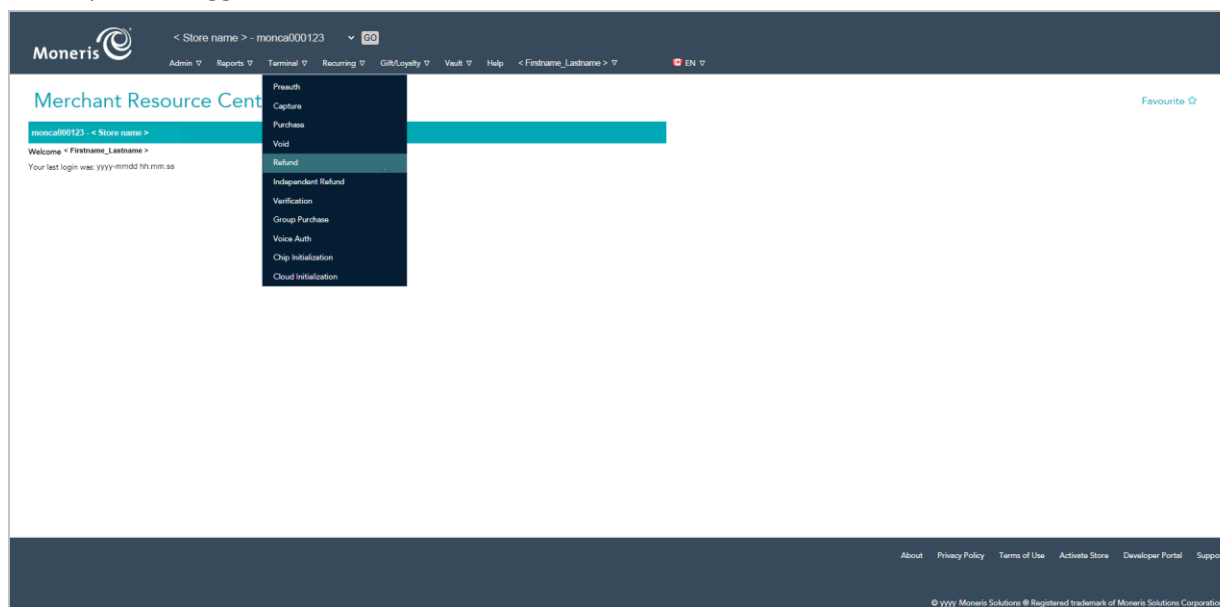 Moneris
< Store name > - monca000123 GO
Admin Reports Terminal Recurring Gift/Loyalty Vault Help < Firstname_Lastname > EN
Merchant Resource Cent
Favourite
monca000123 - < Store name >
Welcome < Firstname_Lastname >
Your last login was: yyyy-mmdd hh:mm:ss
Preauth
Capture
Purchase
Void
Refund
Independent Refund
Verification
Group Purchase
Voice Auth
Chip Initialization
Cloud Initialization
About Privacy Policy Terms of Use Activate Store Developer Portal Suppo
© yyyy Moneris Solutions ® Registered trademark of Moneris Solutions Corporatio